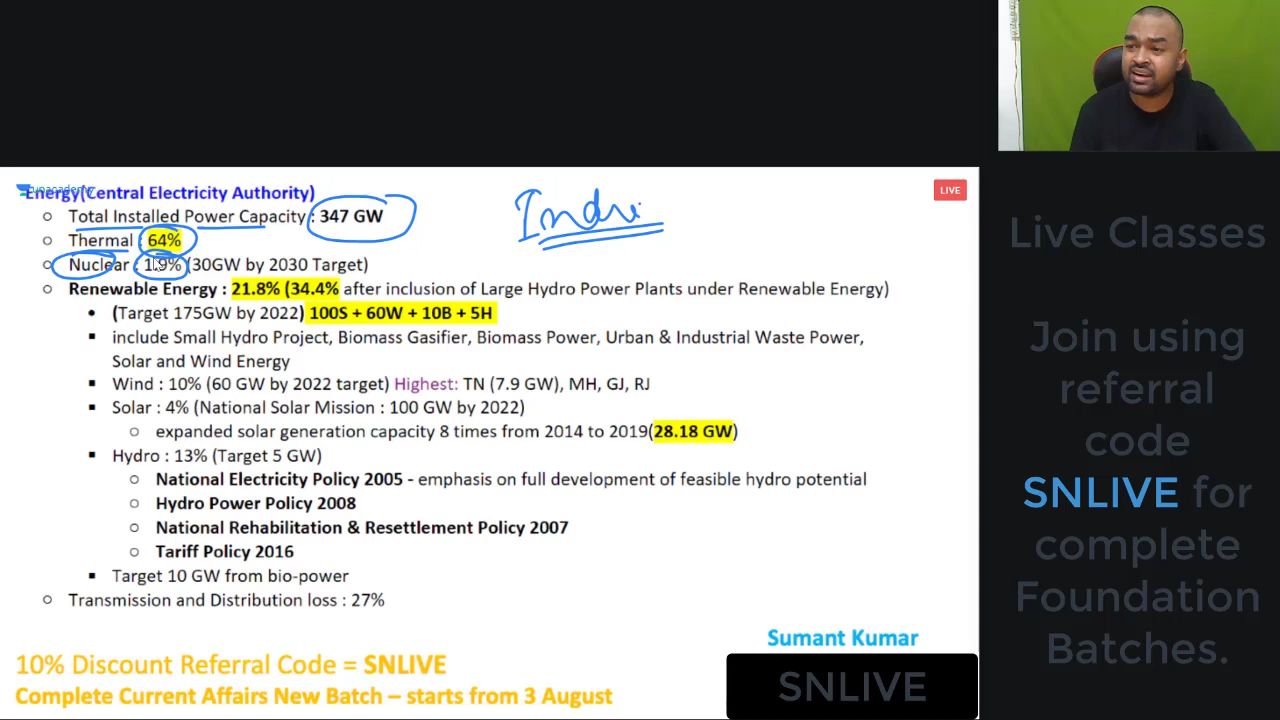 Energy(Central Electricity Authority)
LIVE
Total Installed Power Capacity : 347 GW
Thermal : 64%
Nuclear : 1.9% (30GW by 2030 Target)
Renewable Energy : 21.8% (34.4% after inclusion of Large Hydro Power Plants under Renewable Energy)
(Target 175GW by 2022) 100S + 60W + 10B + 5H
include Small Hydro Project, Biomass Gasifier, Biomass Power, Urban & Industrial Waste Power,
Solar and Wind Energy
Wind : 10% (60 GW by 2022 target) Highest: TN (7.9 GW), MH, GJ, RJ
Solar : 4% (National Solar Mission : 100 GW by 2022)
expanded solar generation capacity 8 times from 2014 to 2019(28.18 GW)
Hydro : 13% (Target 5 GW)
National Electricity Policy 2005 - emphasis on full development of feasible hydro potential
Hydro Power Policy 2008
National Rehabilitation & Resettlement Policy 2007
Tariff Policy 2016
Target 10 GW from bio-power
Transmission and Distribution loss : 27%
Sumant Kumar
10% Discount Referral Code = SNLIVE
Complete Current Affairs New Batch – starts from 3 August
SNLIVE
Live Classes
Join using
referral
code
SNLIVE for
complete
Foundation
Batches.